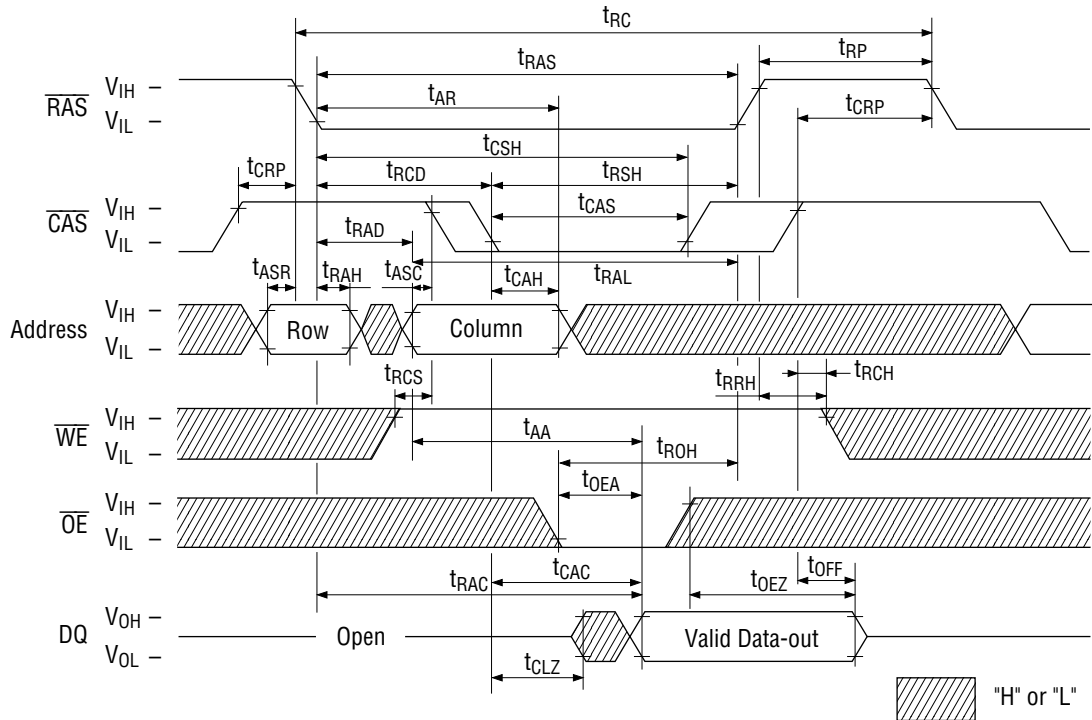 tRC
tRP
tRAS
VIH
tAR
RAS
VIL
tCRP
tCSH
tCRP
tRCD
tRSH
VIH
tCAS
CAS
VIL
tRAD
tRAL
tASR
tRAH
tASC
tCAH
VIH
Address
Row
Column
VIL
tRCS
tRRH
tRCH
VIH
WE
VIL
tAA
tROH
tOEA
VIH
OE
VIL
tCAC
tRAC
tOEZ
tOFF
VOH
DQ
Open
Valid Data-out
VOL
tCLZ
"H" or "L"